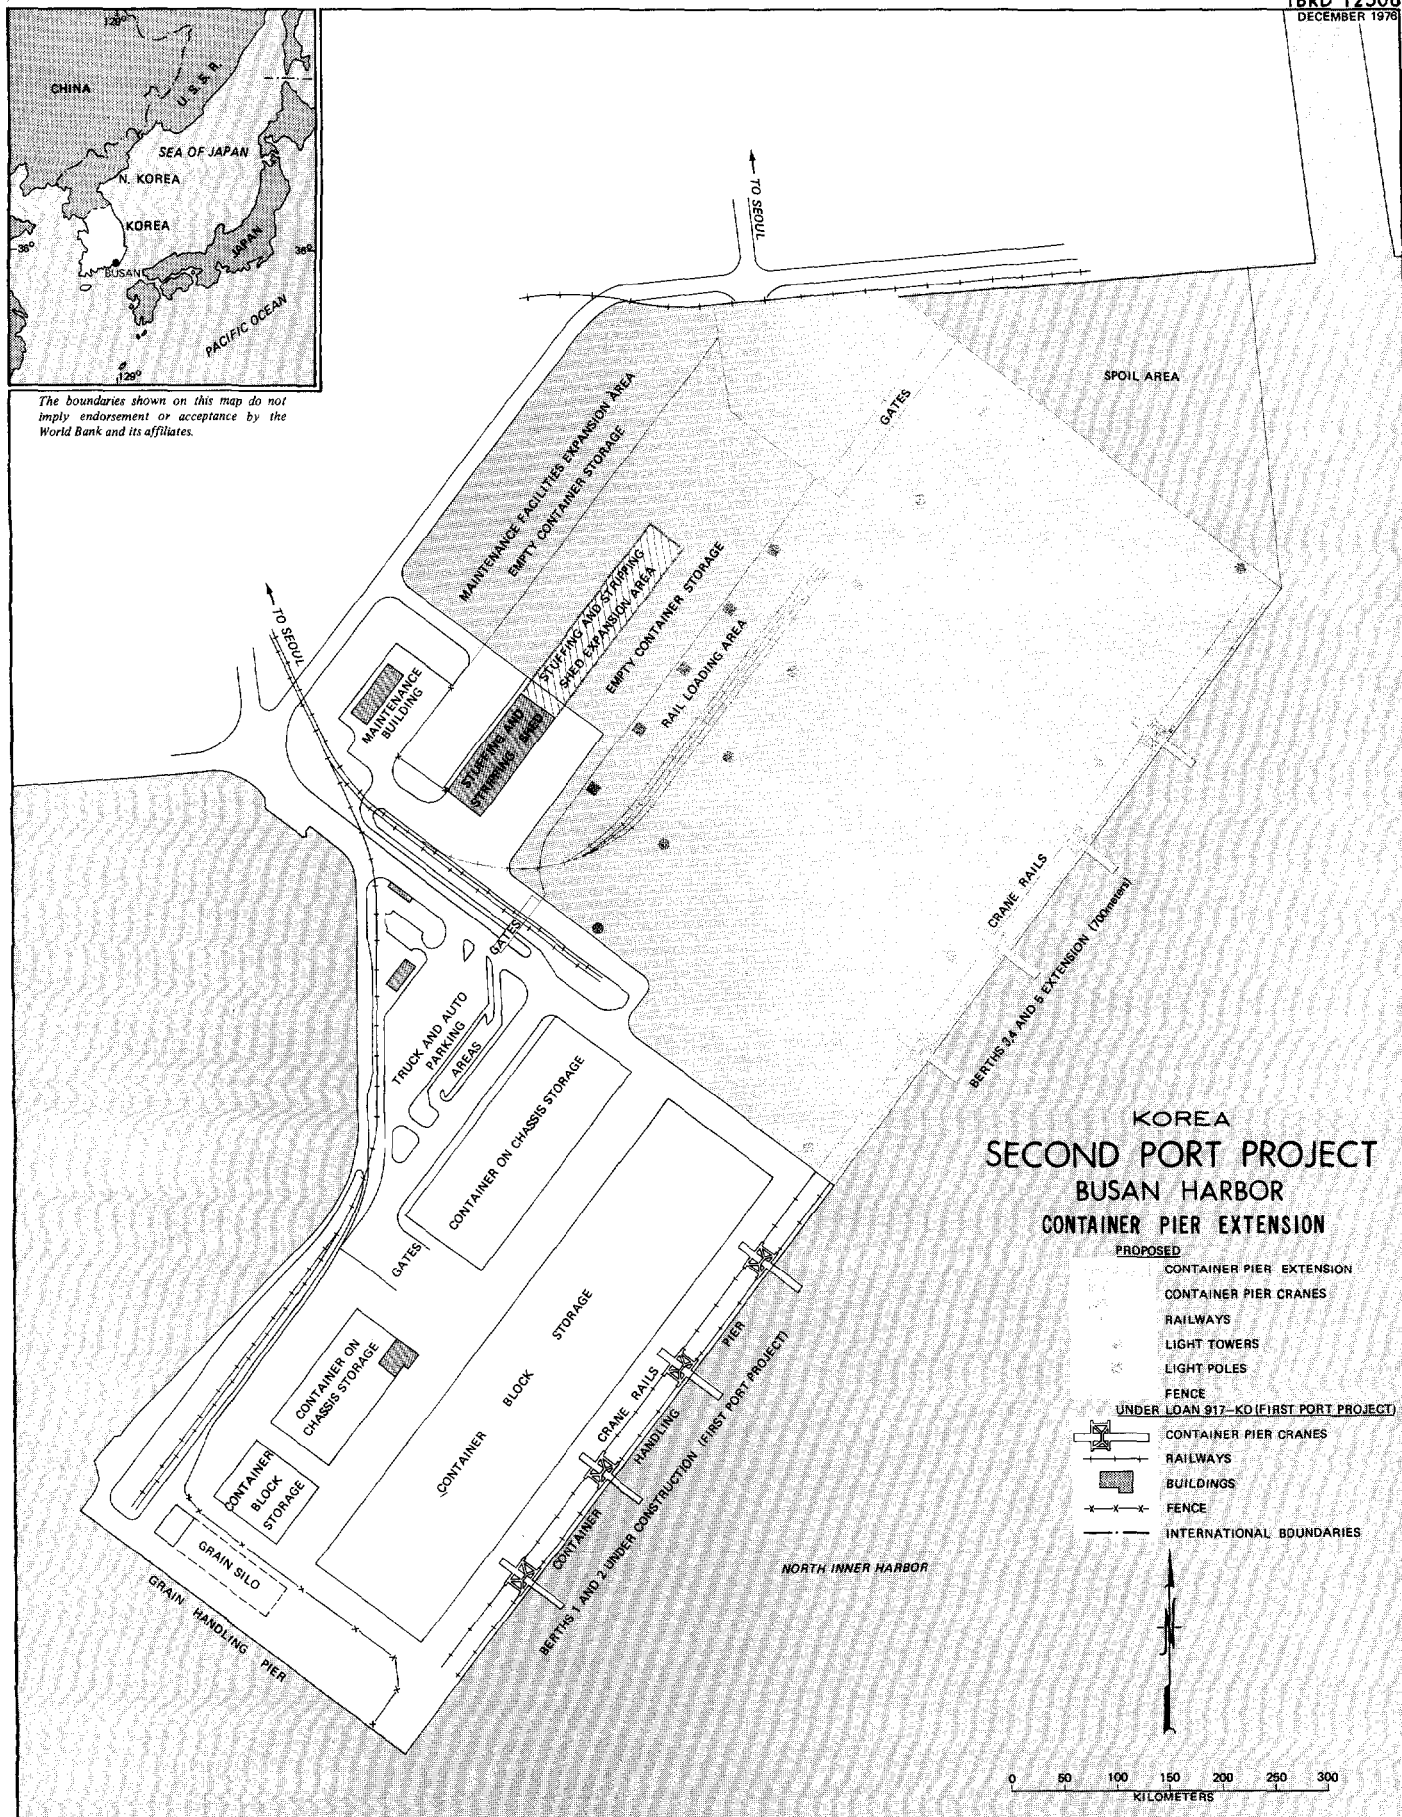 DECEMBER 1976
120°
CHINA
U. S. S. R.
SEA OF JAPAN
N. KOREA
KOREA
36°
JAPAN
36°
BUSAN
PACIFIC OCEAN
129°
The boundaries shown on this map do not
imply endorsement or acceptance by the
World Bank and its affiliates.
TO SEOUL
SPOIL AREA
GATES
MAINTENANCE FACILITIES EXPANSION AREA
EMPTY CONTAINER STORAGE
STUFFING AND STRIPPING
SHED EXPANSION AREA
EMPTY CONTAINER STORAGE
RAIL LOADING AREA
TO SEOUL
MAINTENANCE
BUILDING
STUFFING AND
STRIPPING SHED
CRANE RAILS
BERTHS 3,4 AND 5 EXTENSION (700meters)
GATES
TRUCK AND AUTO
PARKING
AREAS
CONTAINER ON CHASSIS STORAGE
GATES
CONTAINER ON
CHASSIS STORAGE
CONTAINER
BLOCK
STORAGE
CONTAINER
BLOCK
STORAGE
CRANE RAILS
CONTAINER
HANDLING
PIER
BERTHS 1 AND 2 UNDER CONSTRUCTION (FIRST PORT PROJECT)
GRAIN SILO
GRAIN HANDLING PIER
NORTH INNER HARBOR
KOREA
SECOND PORT PROJECT
BUSAN HARBOR
CONTAINER PIER EXTENSION
PROPOSED
CONTAINER PIER EXTENSION
CONTAINER PIER CRANES
RAILWAYS
LIGHT TOWERS
LIGHT POLES
FENCE
UNDER LOAN 917-KO (FIRST PORT PROJECT)
CONTAINER PIER CRANES
RAILWAYS
BUILDINGS
FENCE
INTERNATIONAL BOUNDARIES
N
0 50 100 150 200 250 300
KILOMETERS